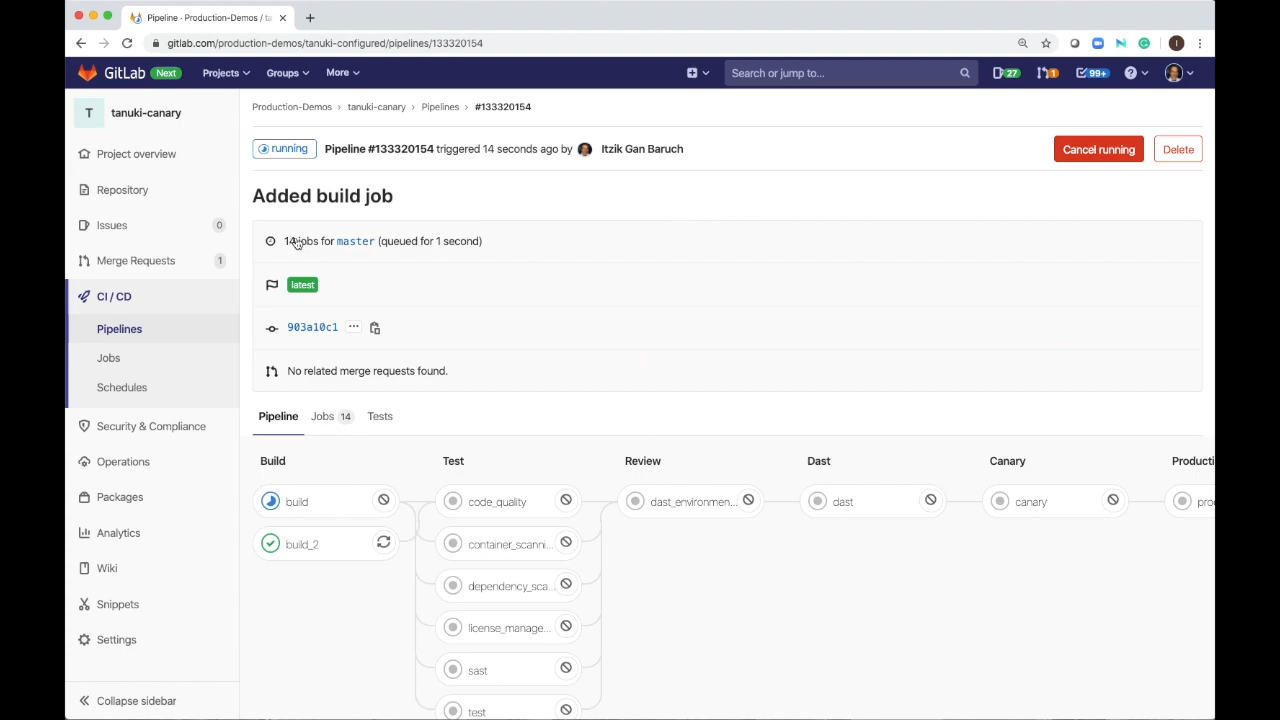 Pipeline · Production-Demos / ta
gitlab.com/production-demos/tanuki-configured/pipelines/133320154
GitLab Next Projects Groups More Search or jump to... 27 1 99+
T tanuki-canary
Project overview
Repository
Issues 0
Merge Requests 1
CI / CD
Pipelines
Jobs
Schedules
Security & Compliance
Operations
Packages
Analytics
Wiki
Snippets
Settings
Collapse sidebar
Production-Demos › tanuki-canary › Pipelines › #133320154
running Pipeline #133320154 triggered 14 seconds ago by Itzik Gan Baruch Cancel running Delete
Added build job
14 jobs for master (queued for 1 second)
latest
903a10c1 ...
No related merge requests found.
Pipeline Jobs 14 Tests
Build Test Review Dast Canary Producti
build code_quality dast_environmen... dast canary pro
build_2 container_scanni...
dependency_sca...
license_manage...
sast
test